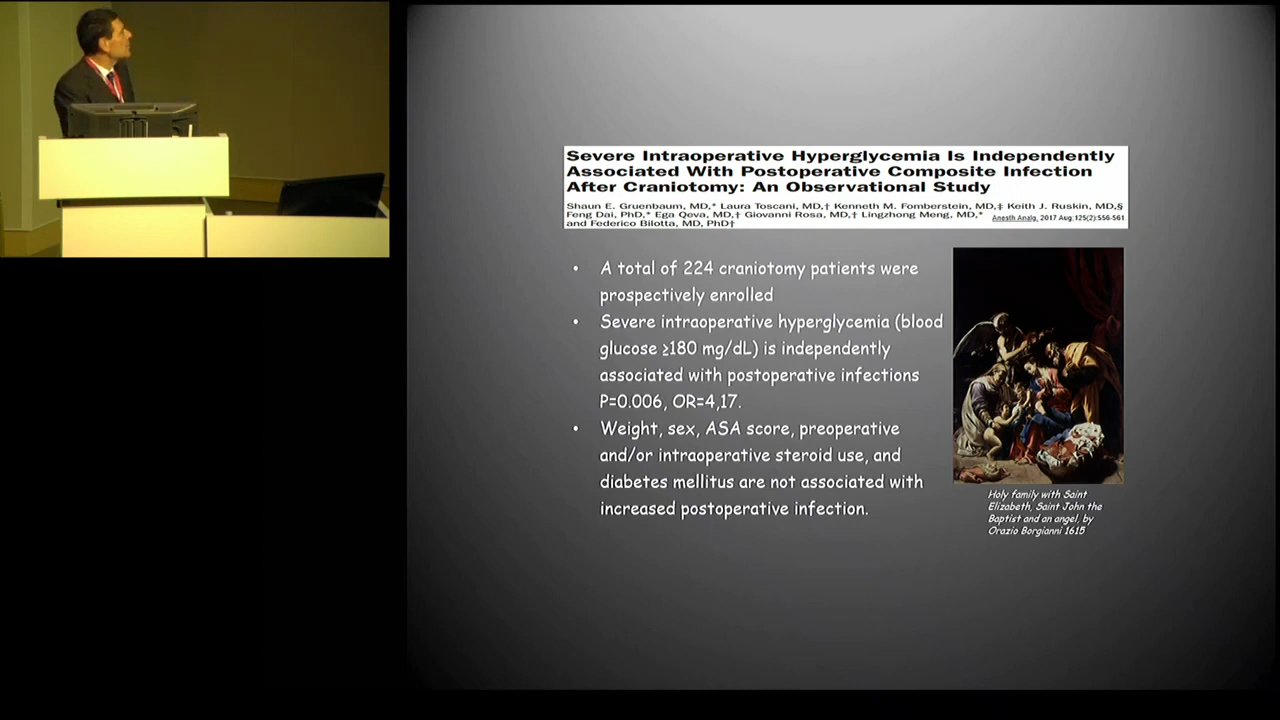 Severe Intraoperative Hyperglycemia Is Independently
Associated With Postoperative Composite Infection
After Craniotomy: An Observational Study
Shaun E. Gruenbaum, MD,* Laura Toscani, MD,† Kenneth M. Fomberstein, MD,‡ Keith J. Ruskin, MD,§
Feng Dai, PhD,* Ega Qeva, MD,† Giovanni Rosa, MD,† Lingzhong Meng, MD,*
Anesth Analg. 2017 Aug;125(2):556-561.
and Federico Bilotta, MD, PhD†
• A total of 224 craniotomy patients were
prospectively enrolled
• Severe intraoperative hyperglycemia (blood
glucose ≥180 mg/dL) is independently
associated with postoperative infections
P=0.006, OR=4,17.
• Weight, sex, ASA score, preoperative
and/or intraoperative steroid use, and
diabetes mellitus are not associated with
increased postoperative infection.
Holy family with Saint
Elizabeth, Saint John the
Baptist and an angel, by
Orazio Borgianni 1615